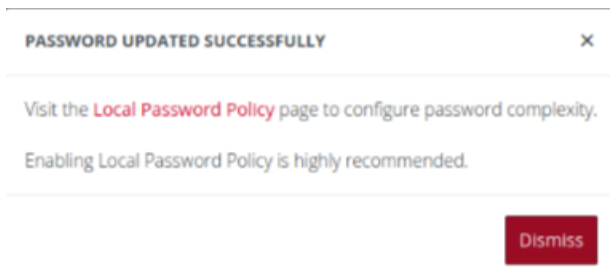 PASSWORD UPDATED SUCCESSFULLY ×
Visit the Local Password Policy page to configure password complexity.
Enabling Local Password Policy is highly recommended.
Dismiss